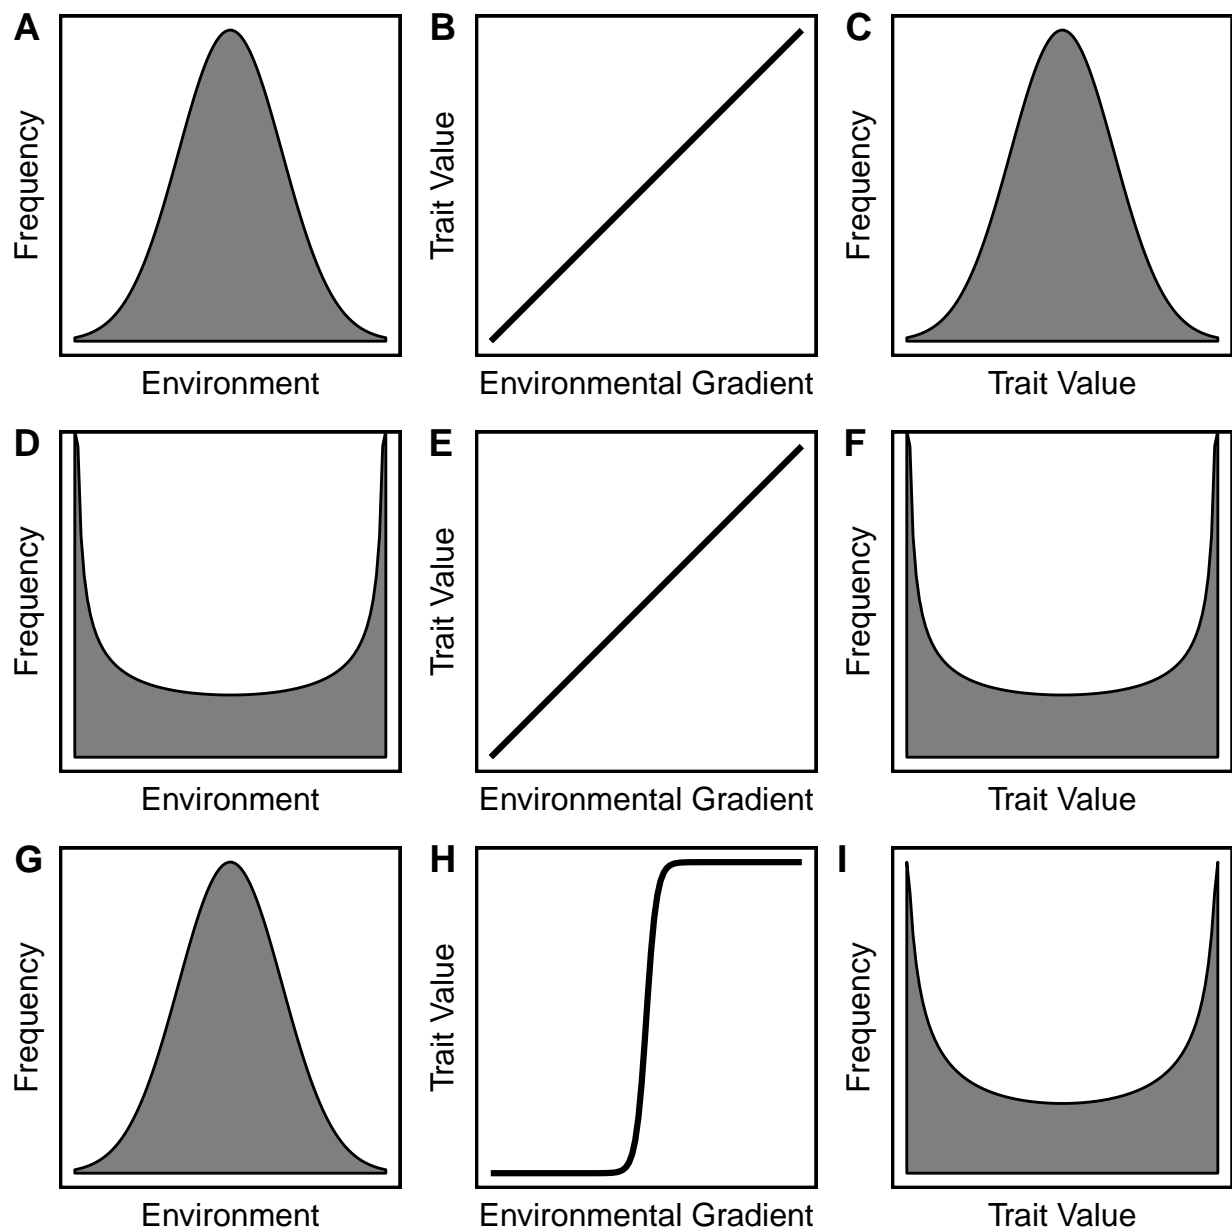 A
Frequency
Environment
B
Trait Value
Environmental Gradient
C
Frequency
Trait Value
D
Frequency
Environment
E
Trait Value
Environmental Gradient
F
Frequency
Trait Value
G
Frequency
Environment
H
Trait Value
Environmental Gradient
I
Frequency
Trait Value